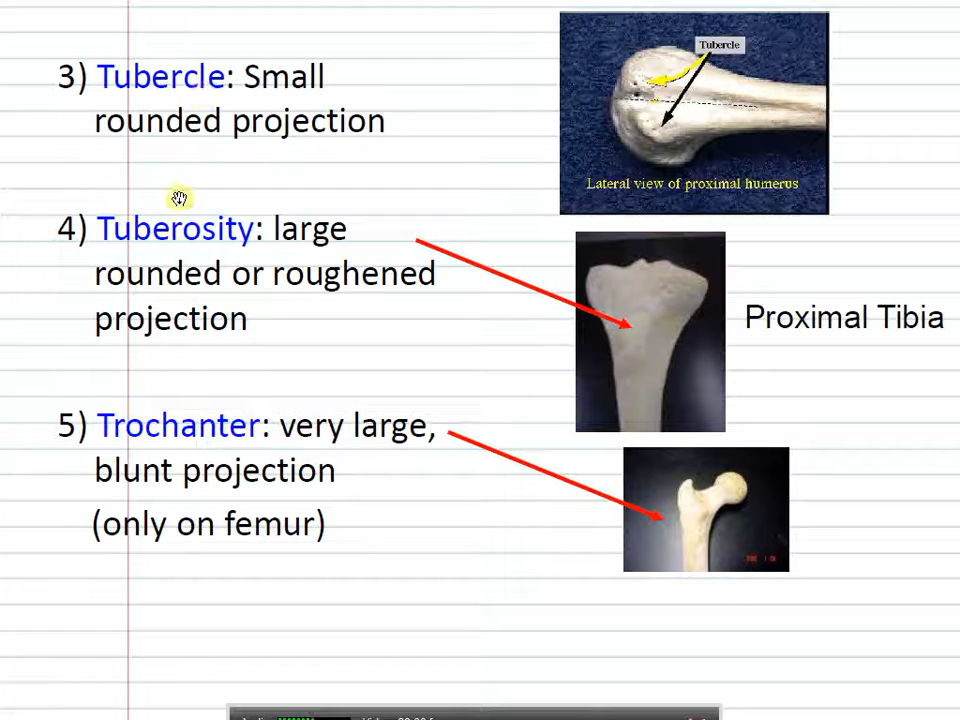 3) Tubercle: Small
rounded projection
Tubercle
Lateral view of proximal humerus
4) Tuberosity: large
rounded or roughened
projection
Proximal Tibia
5) Trochanter: very large,
blunt projection
(only on femur)